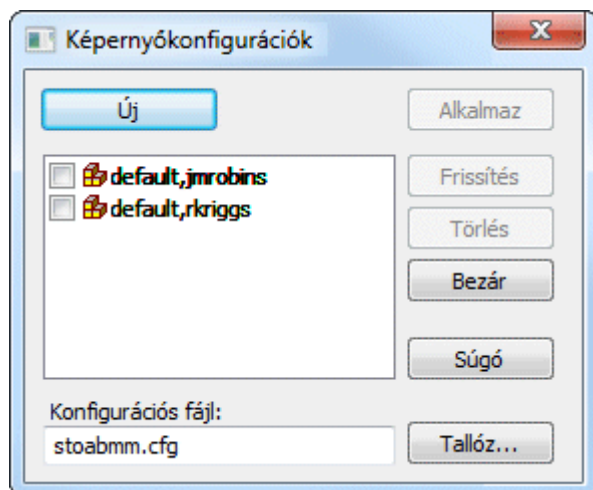 Képernyőkonfigurációk
Új
Alkalmaz
default,jmrobins
default,rkriggs
Frissítés
Törlés
Bezár
Súgó
Konfigurációs fájl:
stoabmm.cfg
Tallóz...